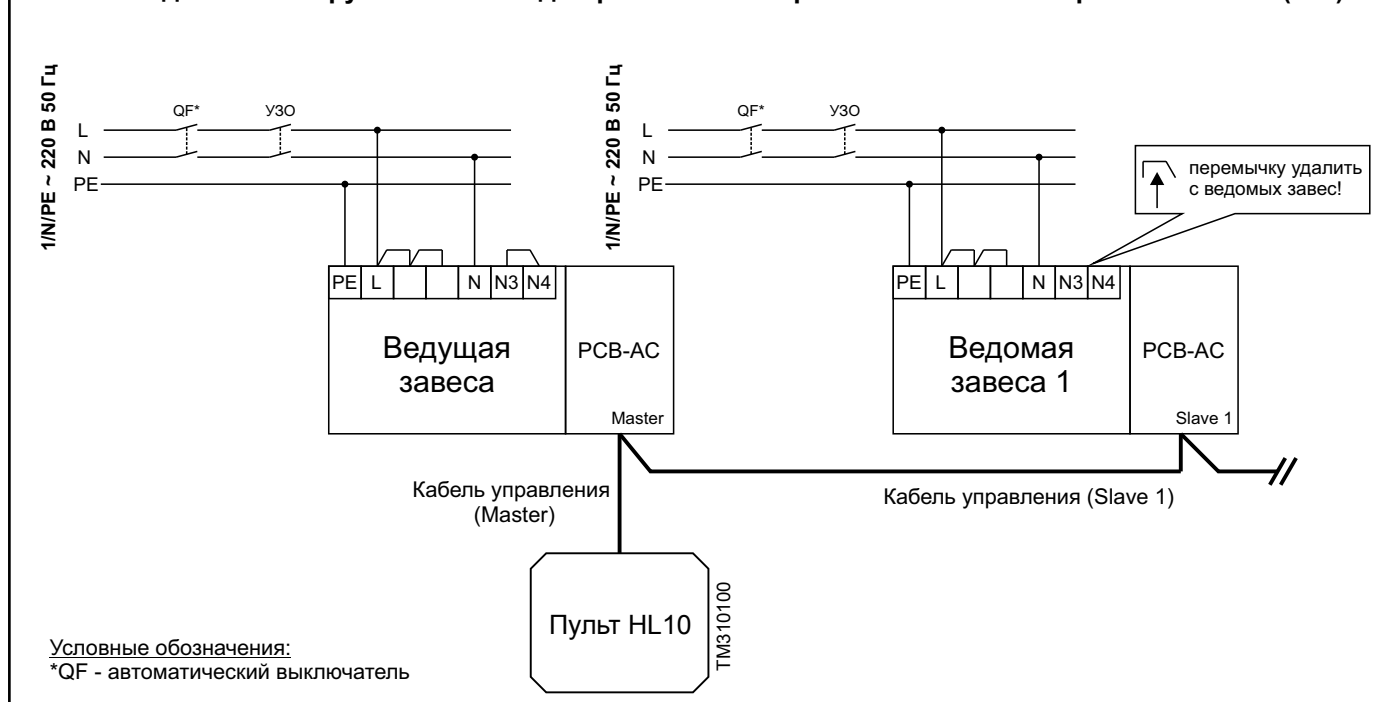 1/N/PE ~ 220 В 50 Гц
QF*
УЗО
L
N
PE
1/N/PE ~ 220 В 50 Гц
QF*
УЗО
L
N
PE
перемычку удалить
с ведомых завес!
PE L N N3 N4
Ведущая
завеса
PCB-AC
Master
PE L N N3 N4
Ведомая
завеса 1
PCB-AC
Slave 1
Кабель управления
(Master)
Кабель управления (Slave 1)
Пульт HL10
TM310100
Условные обозначения:
*QF - автоматический выключатель